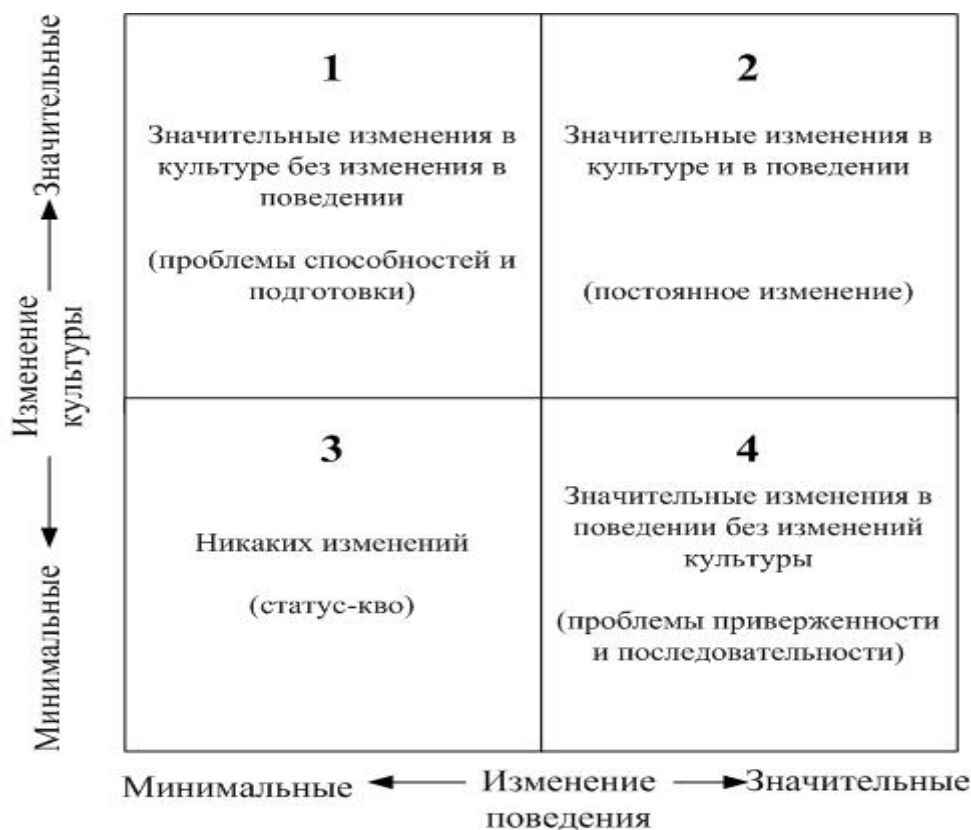 Значительные
Изменение
культуры
Минимальные
1
Значительные изменения в
культуре без изменения в
поведении
(проблемы способностей и
подготовки)
2
Значительные изменения в
культуре и в поведении
(постоянное изменение)
3
Никаких изменений
(статус-кво)
4
Значительные изменения в
поведении без изменений
культуры
(проблемы приверженности
и последовательности)
Минимальные Изменение Значительные
поведения